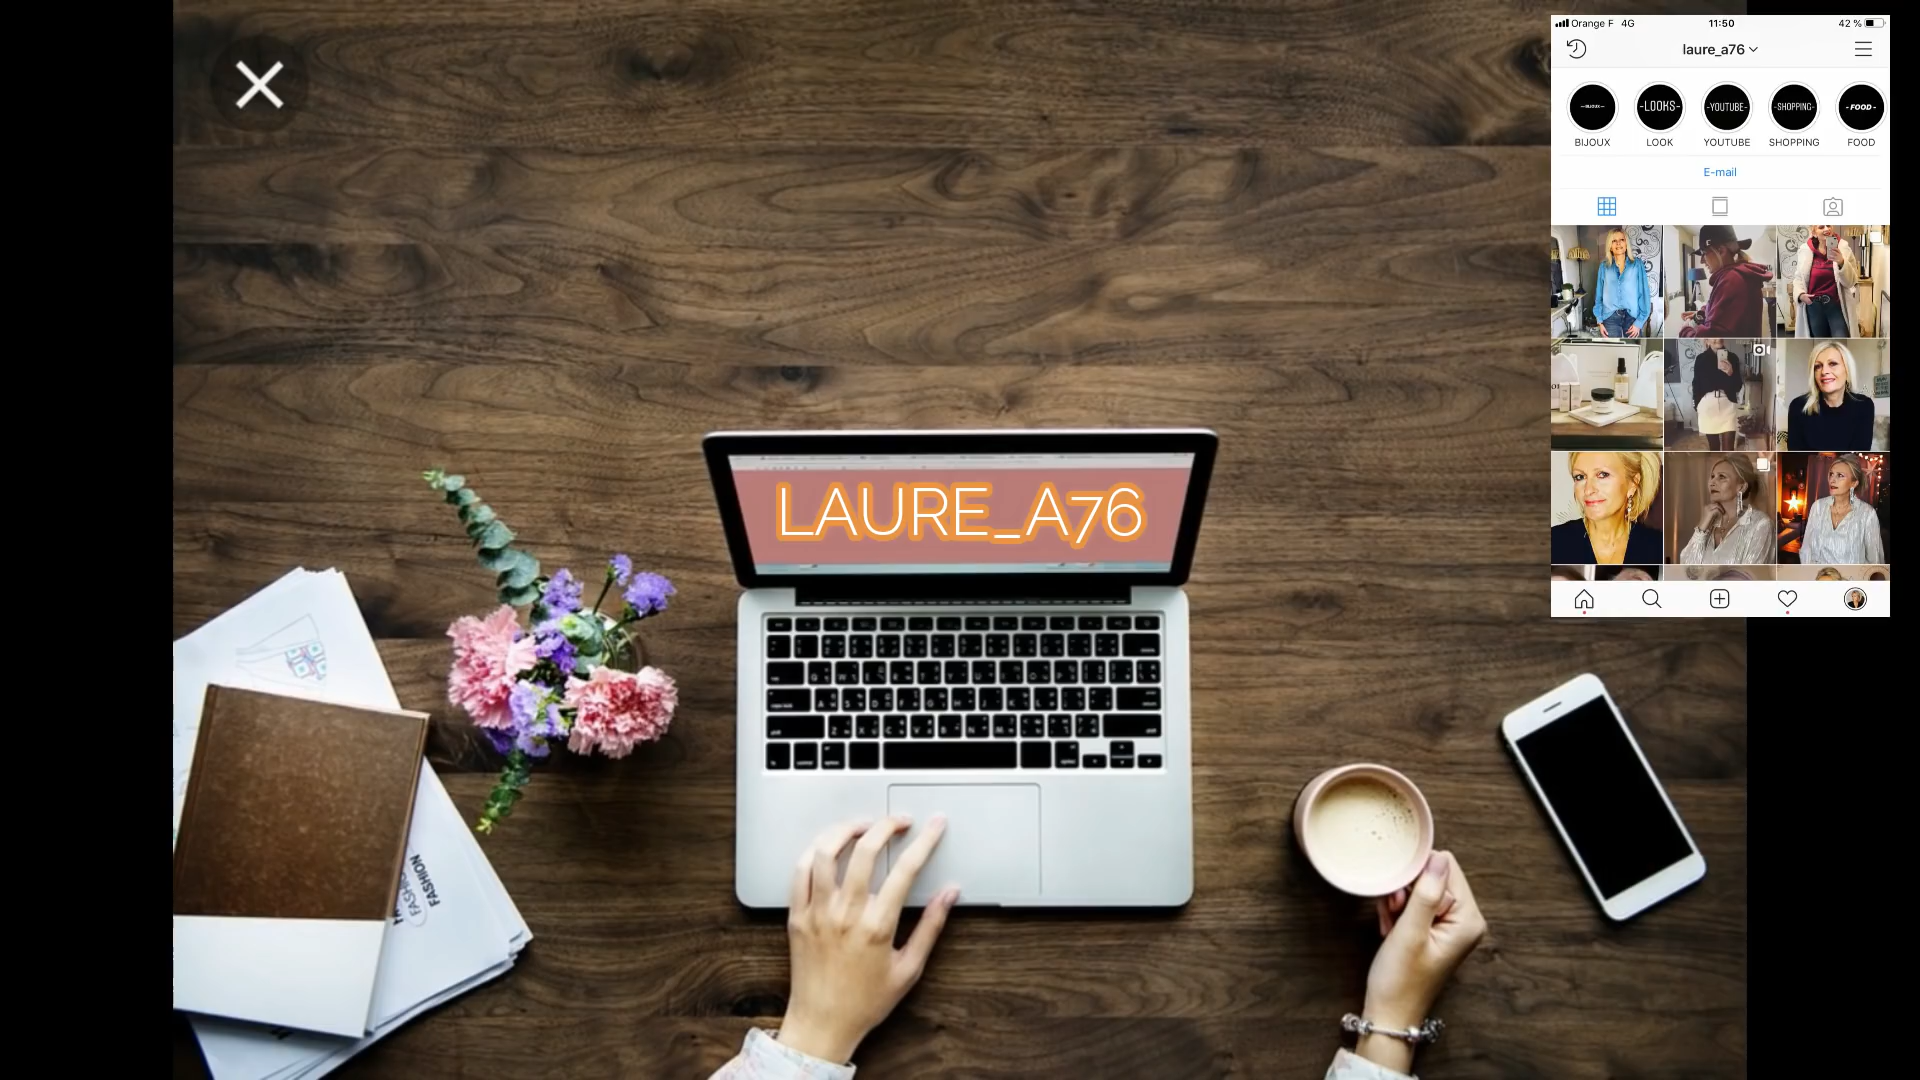 Orange F 4G 11:50 42 %
laure_a76
-BIJOUX- -LOOKS- -YOUTUBE- -SHOPPING- -FOOD-
BIJOUX LOOK YOUTUBE SHOPPING FOOD
E-mail
LAURE_A76
FASHION
FASHION